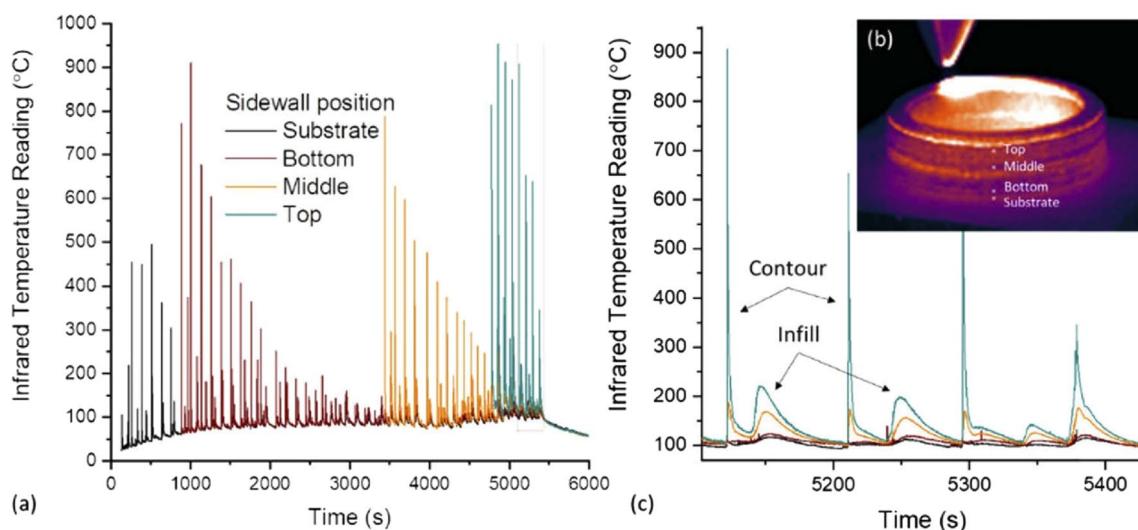 1000
900
800
700
600
500
400
300
200
100
0
Infrared Temperature Reading (°C)
Sidewall position
Substrate
Bottom
Middle
Top
0 1000 2000 3000 4000 5000 6000
(a)
Time (s)
900
800
700
600
500
400
300
200
100
Infrared Temperature Reading (°C)
(b)
Top
Middle
Bottom
Substrate
Contour
Infill
5200 5300 5400
(c)
Time (s)